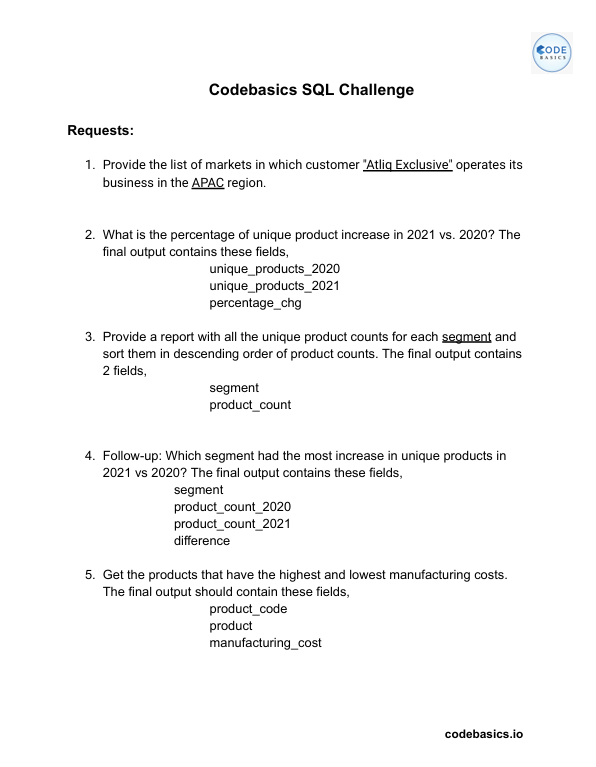 CODE
BASICS
Codebasics SQL Challenge
Requests:
1. Provide the list of markets in which customer "Atliq Exclusive" operates its
business in the APAC region.
2. What is the percentage of unique product increase in 2021 vs. 2020? The
final output contains these fields,
unique_products_2020
unique_products_2021
percentage_chg
3. Provide a report with all the unique product counts for each segment and
sort them in descending order of product counts. The final output contains
2 fields,
segment
product_count
4. Follow-up: Which segment had the most increase in unique products in
2021 vs 2020? The final output contains these fields,
segment
product_count_2020
product_count_2021
difference
5. Get the products that have the highest and lowest manufacturing costs.
The final output should contain these fields,
product_code
product
manufacturing_cost
codebasics.io